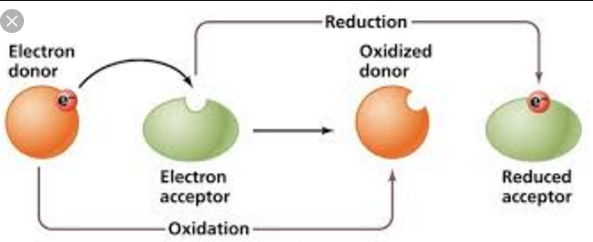 Reduction
Electron
donor
Oxidized
donor
e⁻
e⁻
Electron
acceptor
Reduced
acceptor
Oxidation